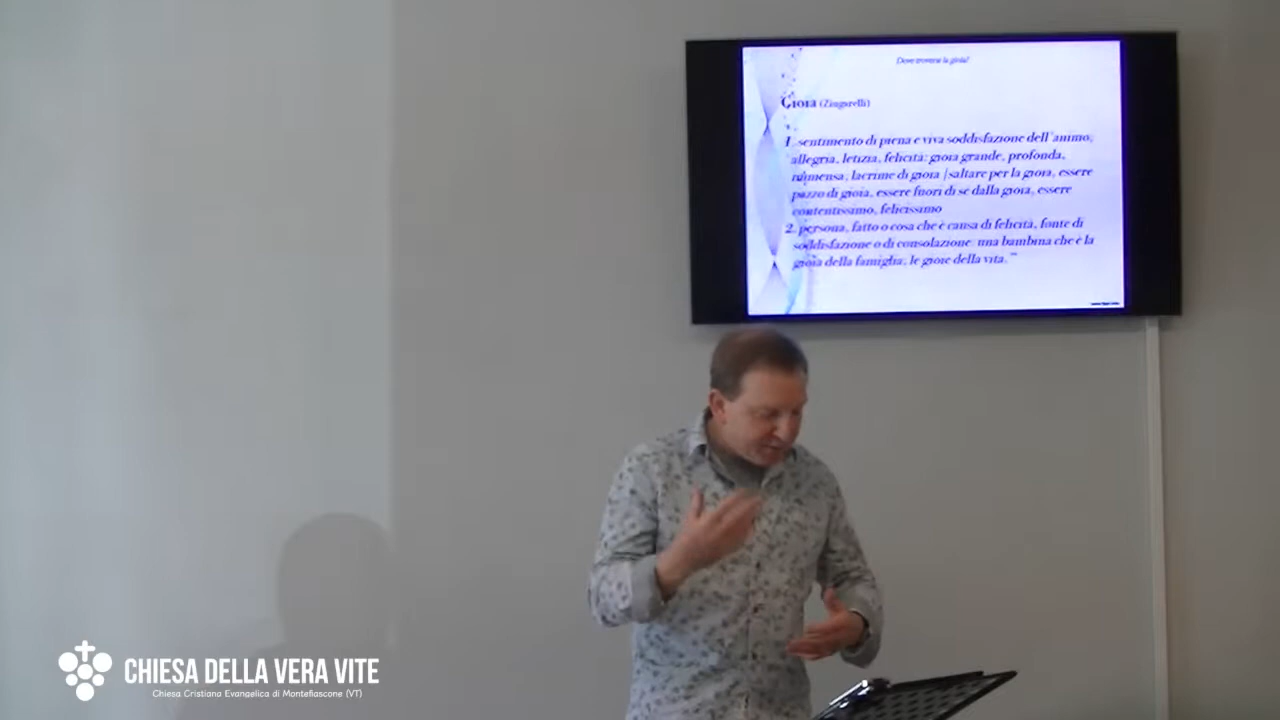 Dove trovare la gioia?
Gioia (Zingarelli)
1. sentimento di piena e viva soddisfazione dell'animo,
allegria, letizia, felicità: gioia grande, profonda,
immensa, lacrime di gioia | saltare per la gioia, essere
pazzo di gioia, essere fuori di sé dalla gioia, essere
contentissimo, felicissimo
2. persona, fatto o cosa che è causa di felicità, fonte di
soddisfazione o di consolazione: una bambina che è la
gioia della famiglia; le gioie della vita."
CHIESA DELLA VERA VITE
Chiesa Cristiana Evangelica di Montefiascone (VT)